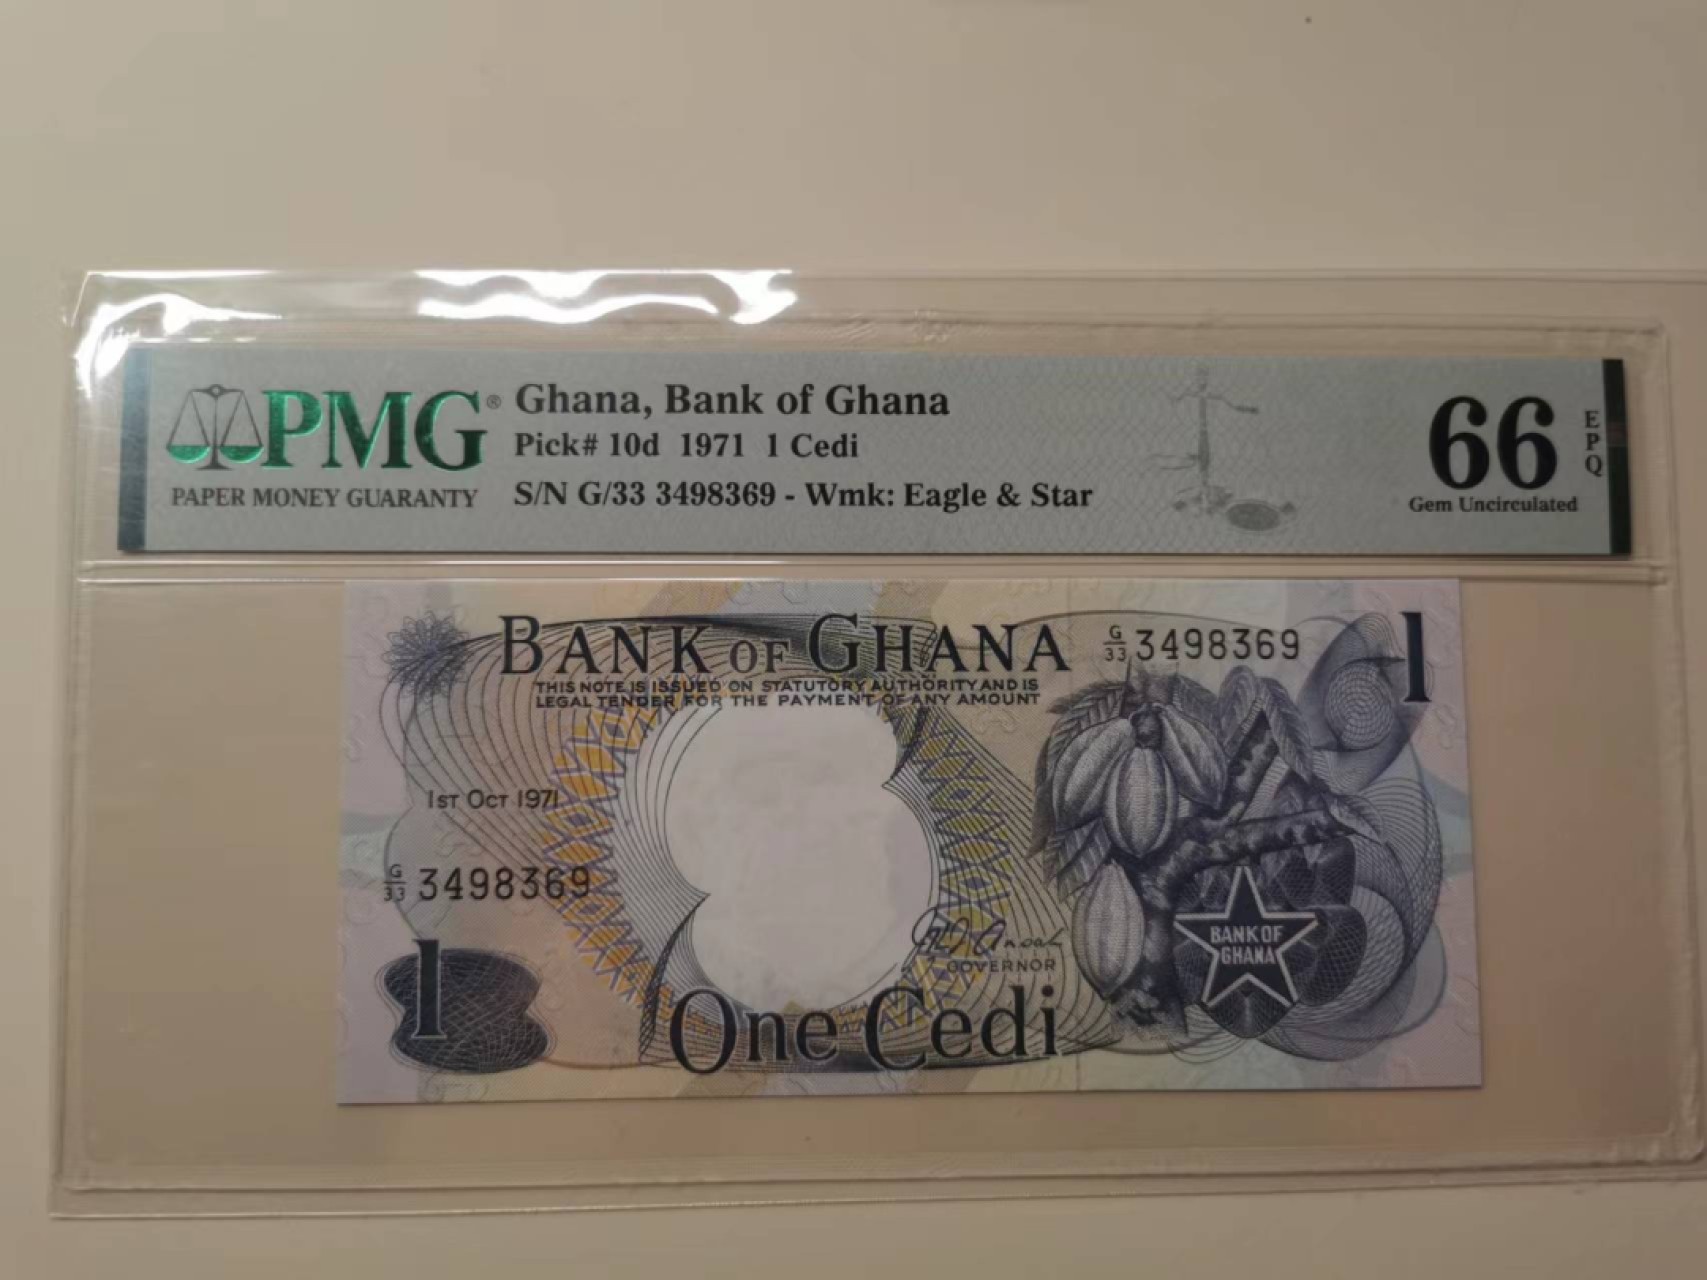 PMG®
PAPER MONEY GUARANTY
Ghana, Bank of Ghana
Pick# 10d 1971 1 Cedi
S/N G/33 3498369 - Wmk: Eagle & Star
66
EPQ
Gem Uncirculated
BANK OF GHANA
G/33 3498369
1
THIS NOTE IS ISSUED ON STATUTORY AUTHORITY AND IS
LEGAL TENDER FOR THE PAYMENT OF ANY AMOUNT
1ST OCT 1971
G/33 3498369
GOVERNOR
BANK OF
GHANA
1
One Cedi